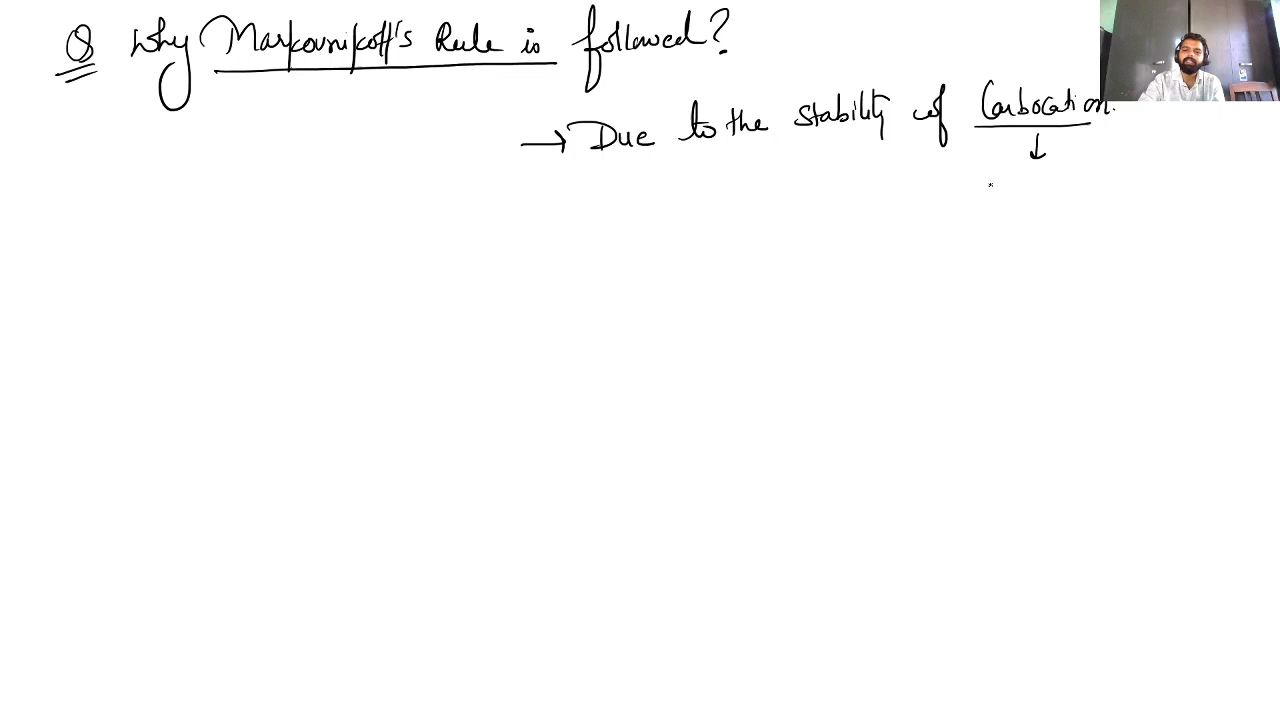 Q Why Markovnikoff's Rule is followed?
→ Due to the stability of Carbocation.
↓